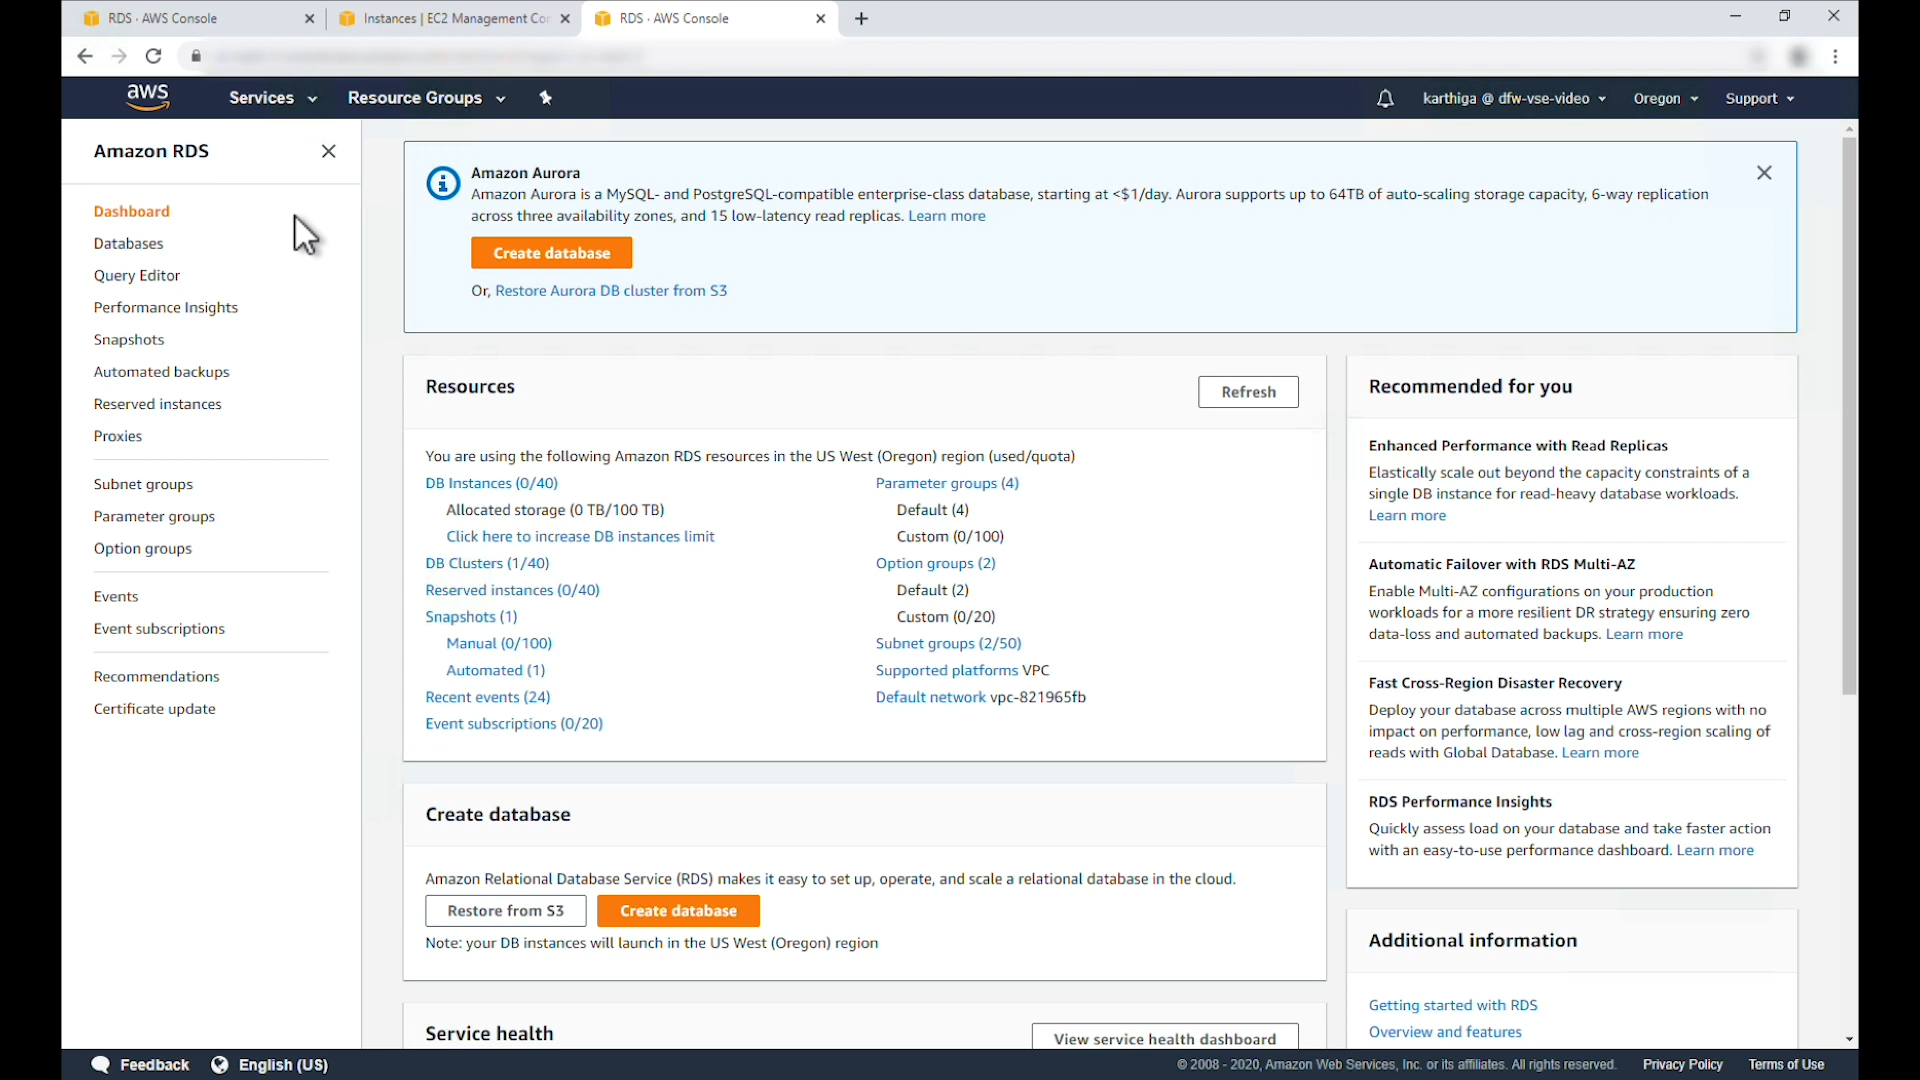 RDS · AWS Console
Instances | EC2 Management Con
RDS · AWS Console
aws
Services
Resource Groups
karthiga @ dfw-vse-video
Oregon
Support
Amazon RDS
Dashboard
Databases
Query Editor
Performance Insights
Snapshots
Automated backups
Reserved instances
Proxies
Subnet groups
Parameter groups
Option groups
Events
Event subscriptions
Recommendations
Certificate update
Amazon Aurora
Amazon Aurora is a MySQL- and PostgreSQL-compatible enterprise-class database, starting at <$1/day. Aurora supports up to 64TB of auto-scaling storage capacity, 6-way replication
across three availability zones, and 15 low-latency read replicas. Learn more
Create database
Or, Restore Aurora DB cluster from S3
Resources
Refresh
You are using the following Amazon RDS resources in the US West (Oregon) region (used/quota)
DB Instances (0/40)
Allocated storage (0 TB/100 TB)
Click here to increase DB instances limit
DB Clusters (1/40)
Reserved instances (0/40)
Snapshots (1)
Manual (0/100)
Automated (1)
Recent events (24)
Event subscriptions (0/20)
Parameter groups (4)
Default (4)
Custom (0/100)
Option groups (2)
Default (2)
Custom (0/20)
Subnet groups (2/50)
Supported platforms VPC
Default network vpc-821965fb
Create database
Amazon Relational Database Service (RDS) makes it easy to set up, operate, and scale a relational database in the cloud.
Restore from S3
Create database
Note: your DB instances will launch in the US West (Oregon) region
Service health
View service health dashboard
Recommended for you
Enhanced Performance with Read Replicas
Elastically scale out beyond the capacity constraints of a
single DB instance for read-heavy database workloads.
Learn more
Automatic Failover with RDS Multi-AZ
Enable Multi-AZ configurations on your production
workloads for a more resilient DR strategy ensuring zero
data-loss and automated backups. Learn more
Fast Cross-Region Disaster Recovery
Deploy your database across multiple AWS regions with no
impact on performance, low lag and cross-region scaling of
reads with Global Database. Learn more
RDS Performance Insights
Quickly assess load on your database and take faster action
with an easy-to-use performance dashboard. Learn more
Additional information
Getting started with RDS
Overview and features
Feedback
English (US)
© 2008 - 2020, Amazon Web Services, Inc. or its affiliates. All rights reserved.
Privacy Policy
Terms of Use